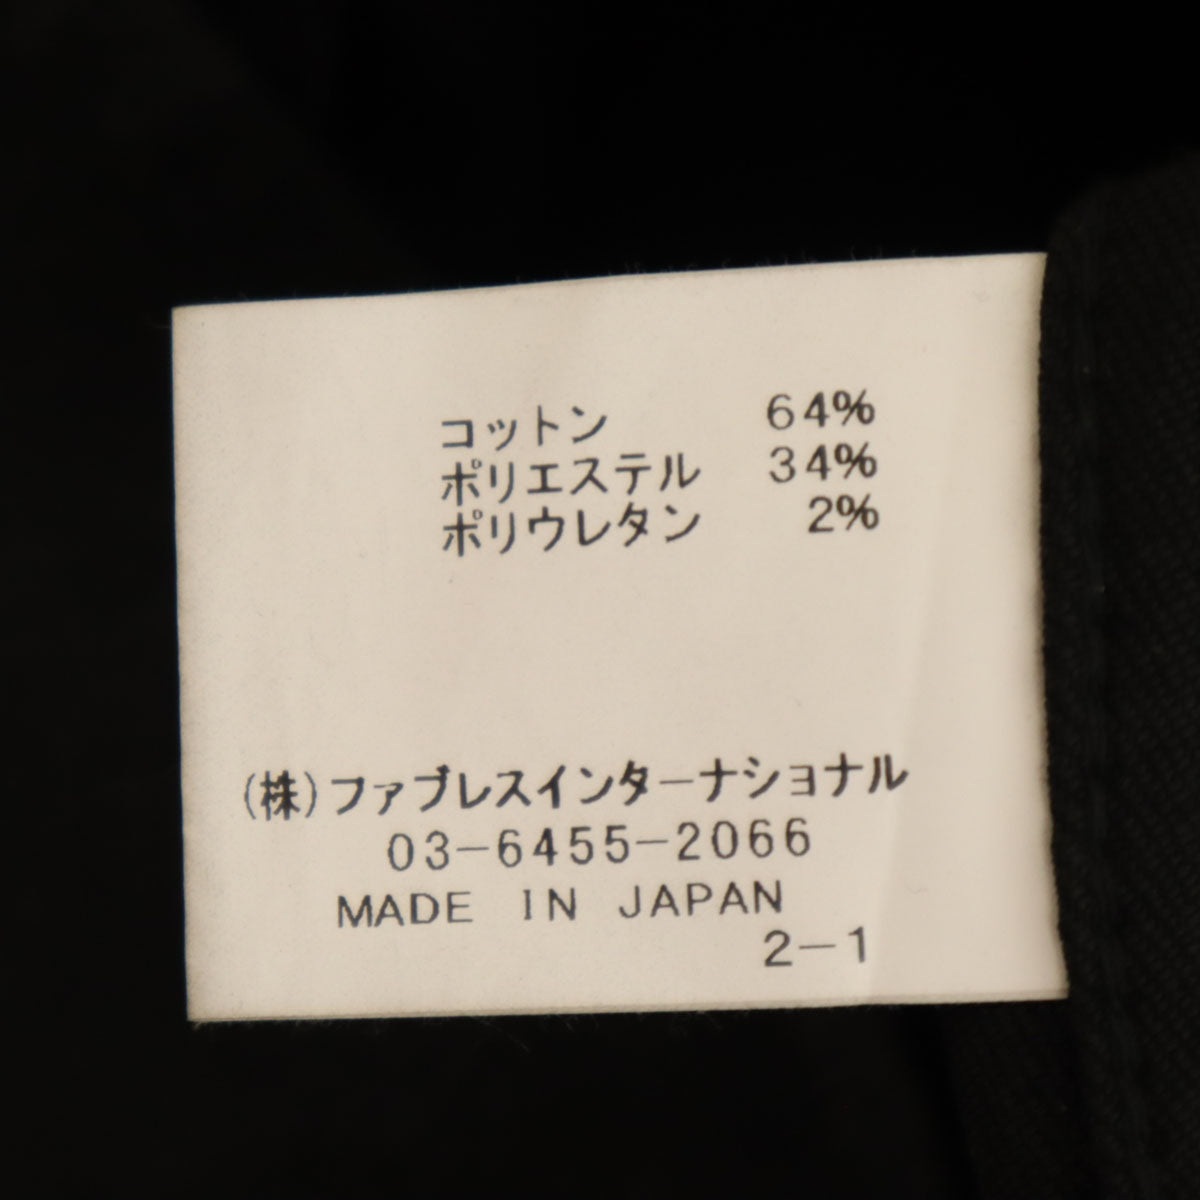 コットン 64%
ポリエステル 34%
ポリウレタン 2%
(株)ファブレスインターナショナル
03-6455-2066
MADE IN JAPAN
2-1